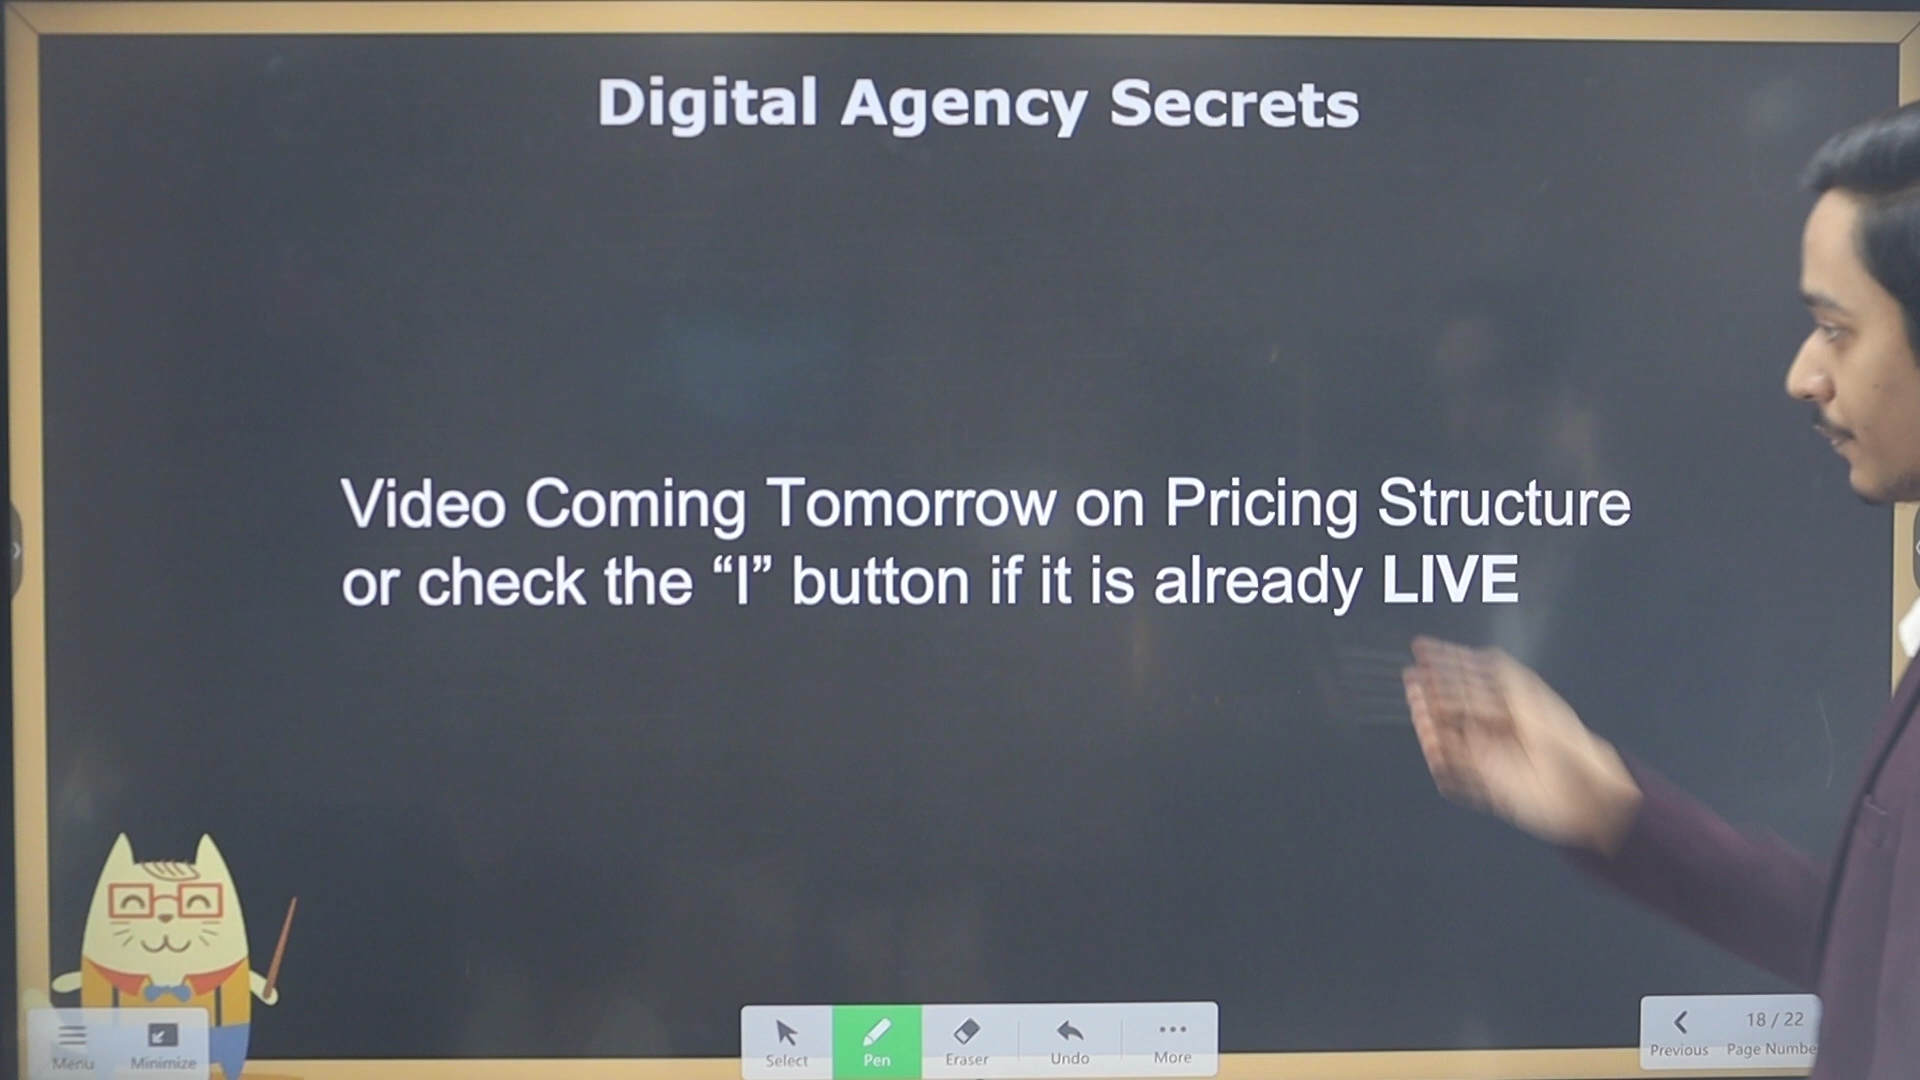 Digital Agency Secrets
Video Coming Tomorrow on Pricing Structure
or check the “I” button if it is already LIVE
Menu
Minimize
Select
Pen
Eraser
Undo
More
Previous
18 / 22
Page Numbe